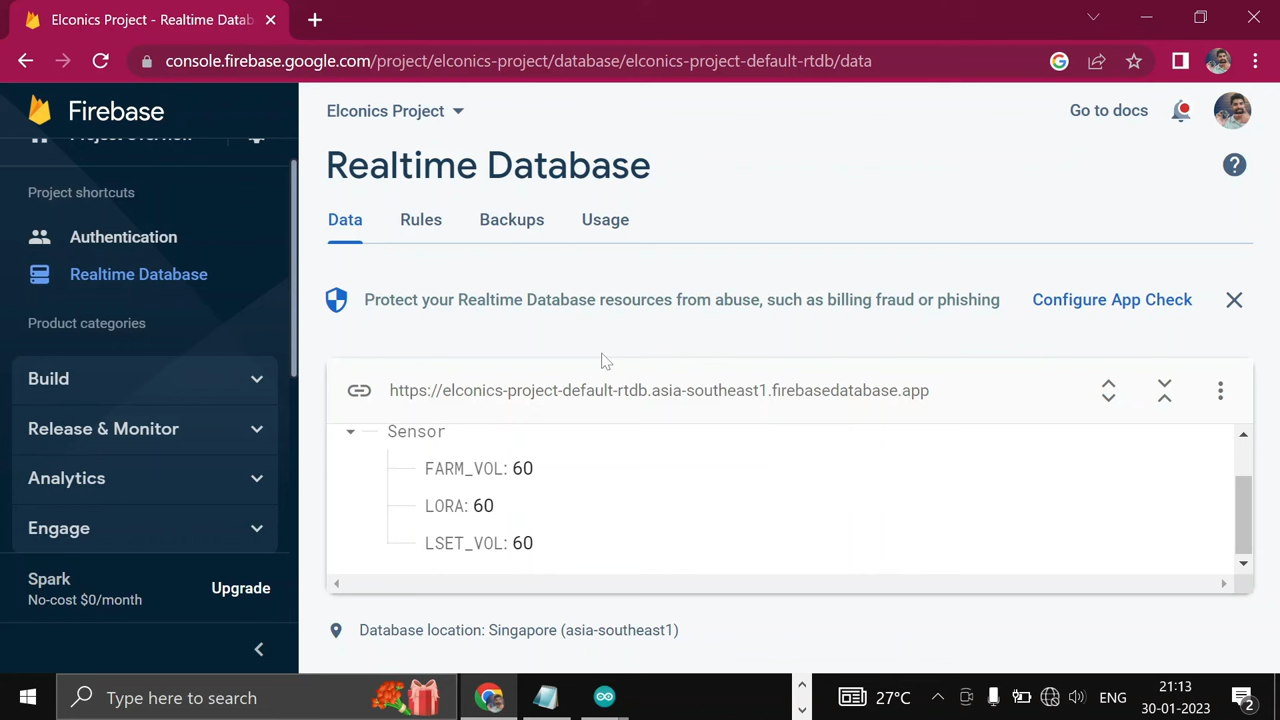 Elconics Project - Realtime Datab
console.firebase.google.com/project/elconics-project/database/elconics-project-default-rtdb/data
Firebase
Project Overview
Project shortcuts
Authentication
Realtime Database
Product categories
Build
Release & Monitor
Analytics
Engage
Spark
No-cost $0/month
Upgrade
Elconics Project
Go to docs
Realtime Database
Data Rules Backups Usage
Protect your Realtime Database resources from abuse, such as billing fraud or phishing Configure App Check
https://elconics-project-default-rtdb.asia-southeast1.firebasedatabase.app
Sensor
FARM_VOL: 60
LORA: 60
LSET_VOL: 60
Database location: Singapore (asia-southeast1)
Type here to search
27°C
ENG
21:13
30-01-2023
2